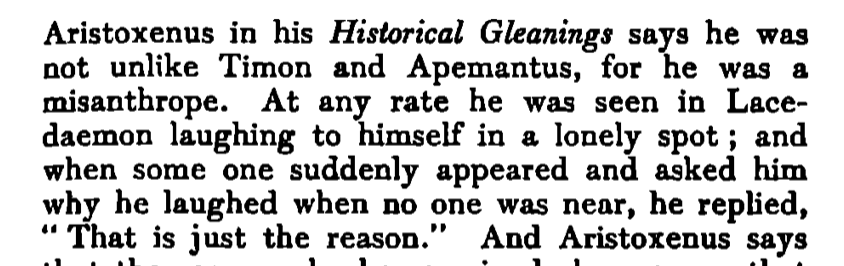 Aristoxenus in his Historical Gleanings says he was
not unlike Timon and Apemantus, for he was a
misanthrope. At any rate he was seen in Lace-
daemon laughing to himself in a lonely spot ; and
when some one suddenly appeared and asked him
why he laughed when no one was near, he replied,
“ That is just the reason.” And Aristoxenus says